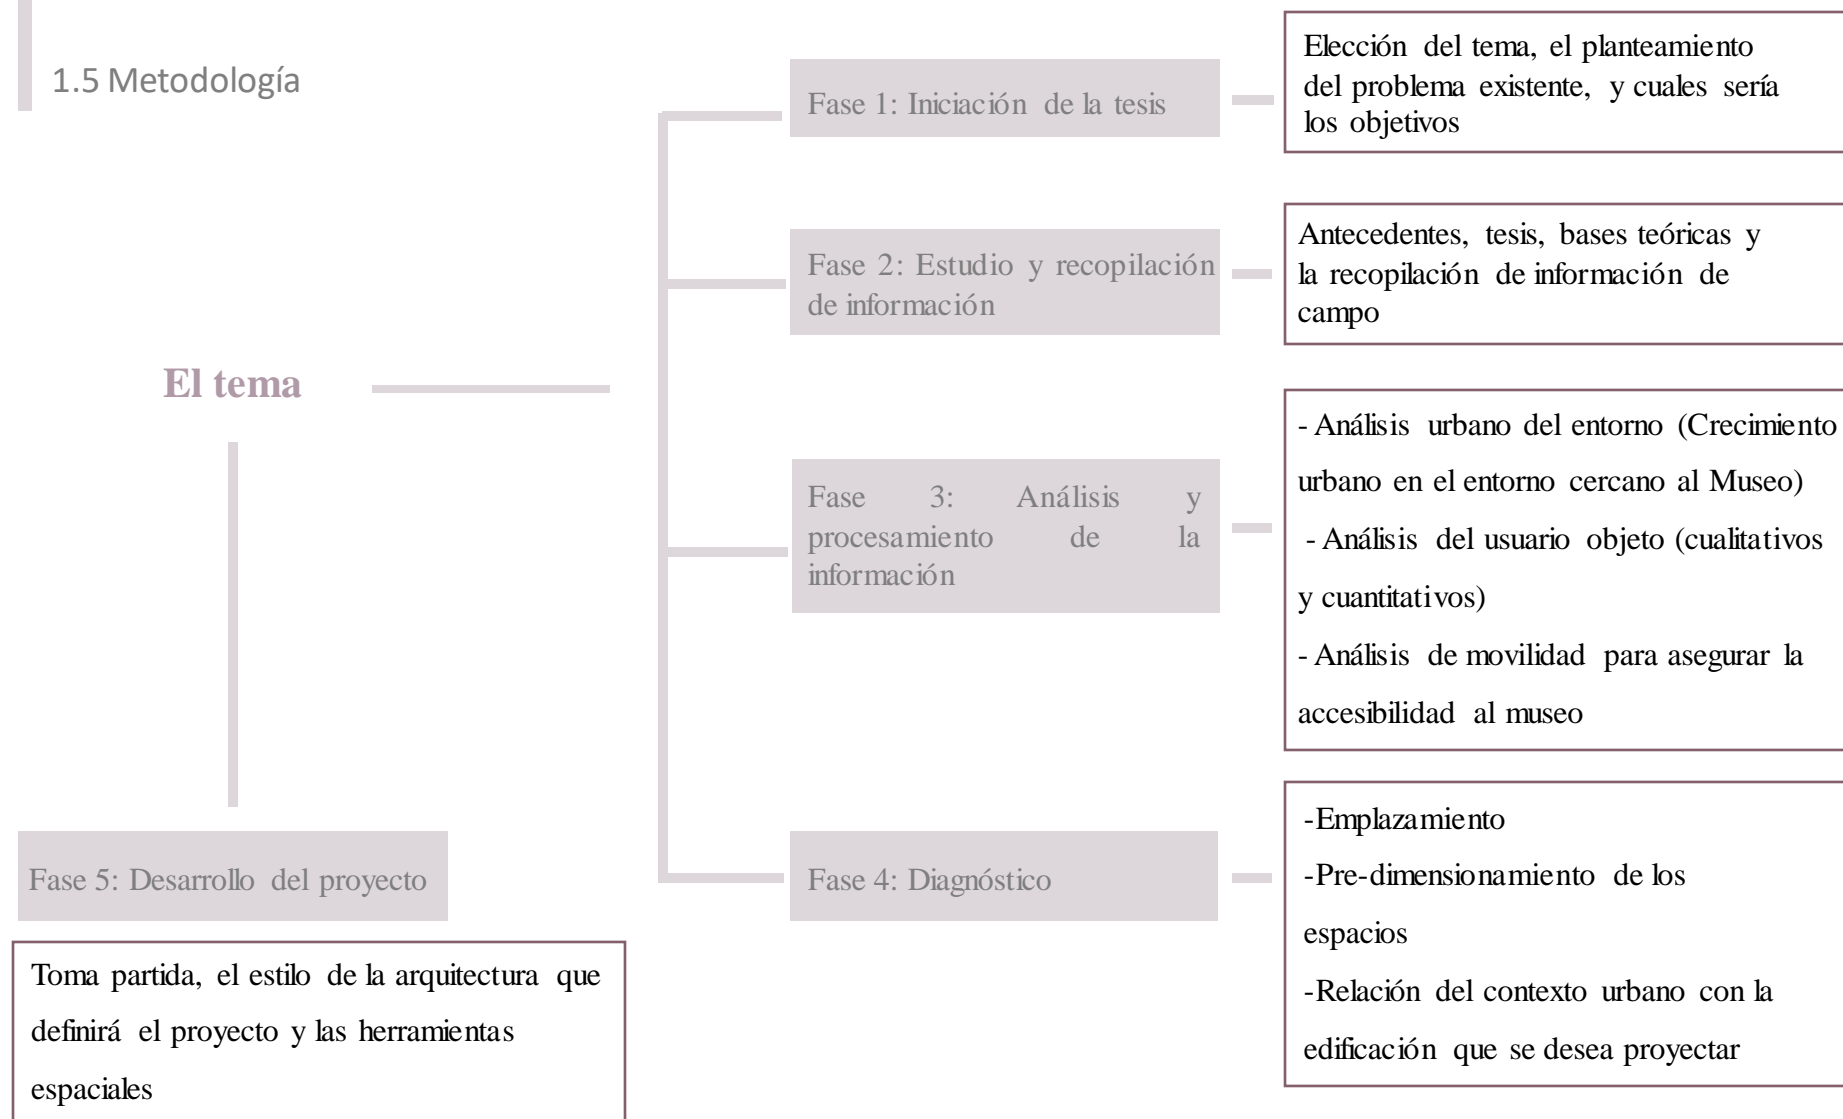 1.5 Metodología
Fase 1: Iniciación de la tesis
Elección del tema, el planteamiento
del problema existente, y cuales sería
los objetivos
Fase 2: Estudio y recopilación
de información
Antecedentes, tesis, bases teóricas y
la recopilación de información de
campo
El tema
Fase 3: Análisis y
procesamiento de la
información
- Análisis urbano del entorno (Crecimiento
urbano en el entorno cercano al Museo)
- Análisis del usuario objeto (cualitativos
y cuantitativos)
- Análisis de movilidad para asegurar la
accesibilidad al museo
Fase 4: Diagnóstico
-Emplazamiento
-Pre-dimensionamiento de los
espacios
-Relación del contexto urbano con la
edificación que se desea proyectar
Fase 5: Desarrollo del proyecto
Toma partida, el estilo de la arquitectura que
definirá el proyecto y las herramientas
espaciales